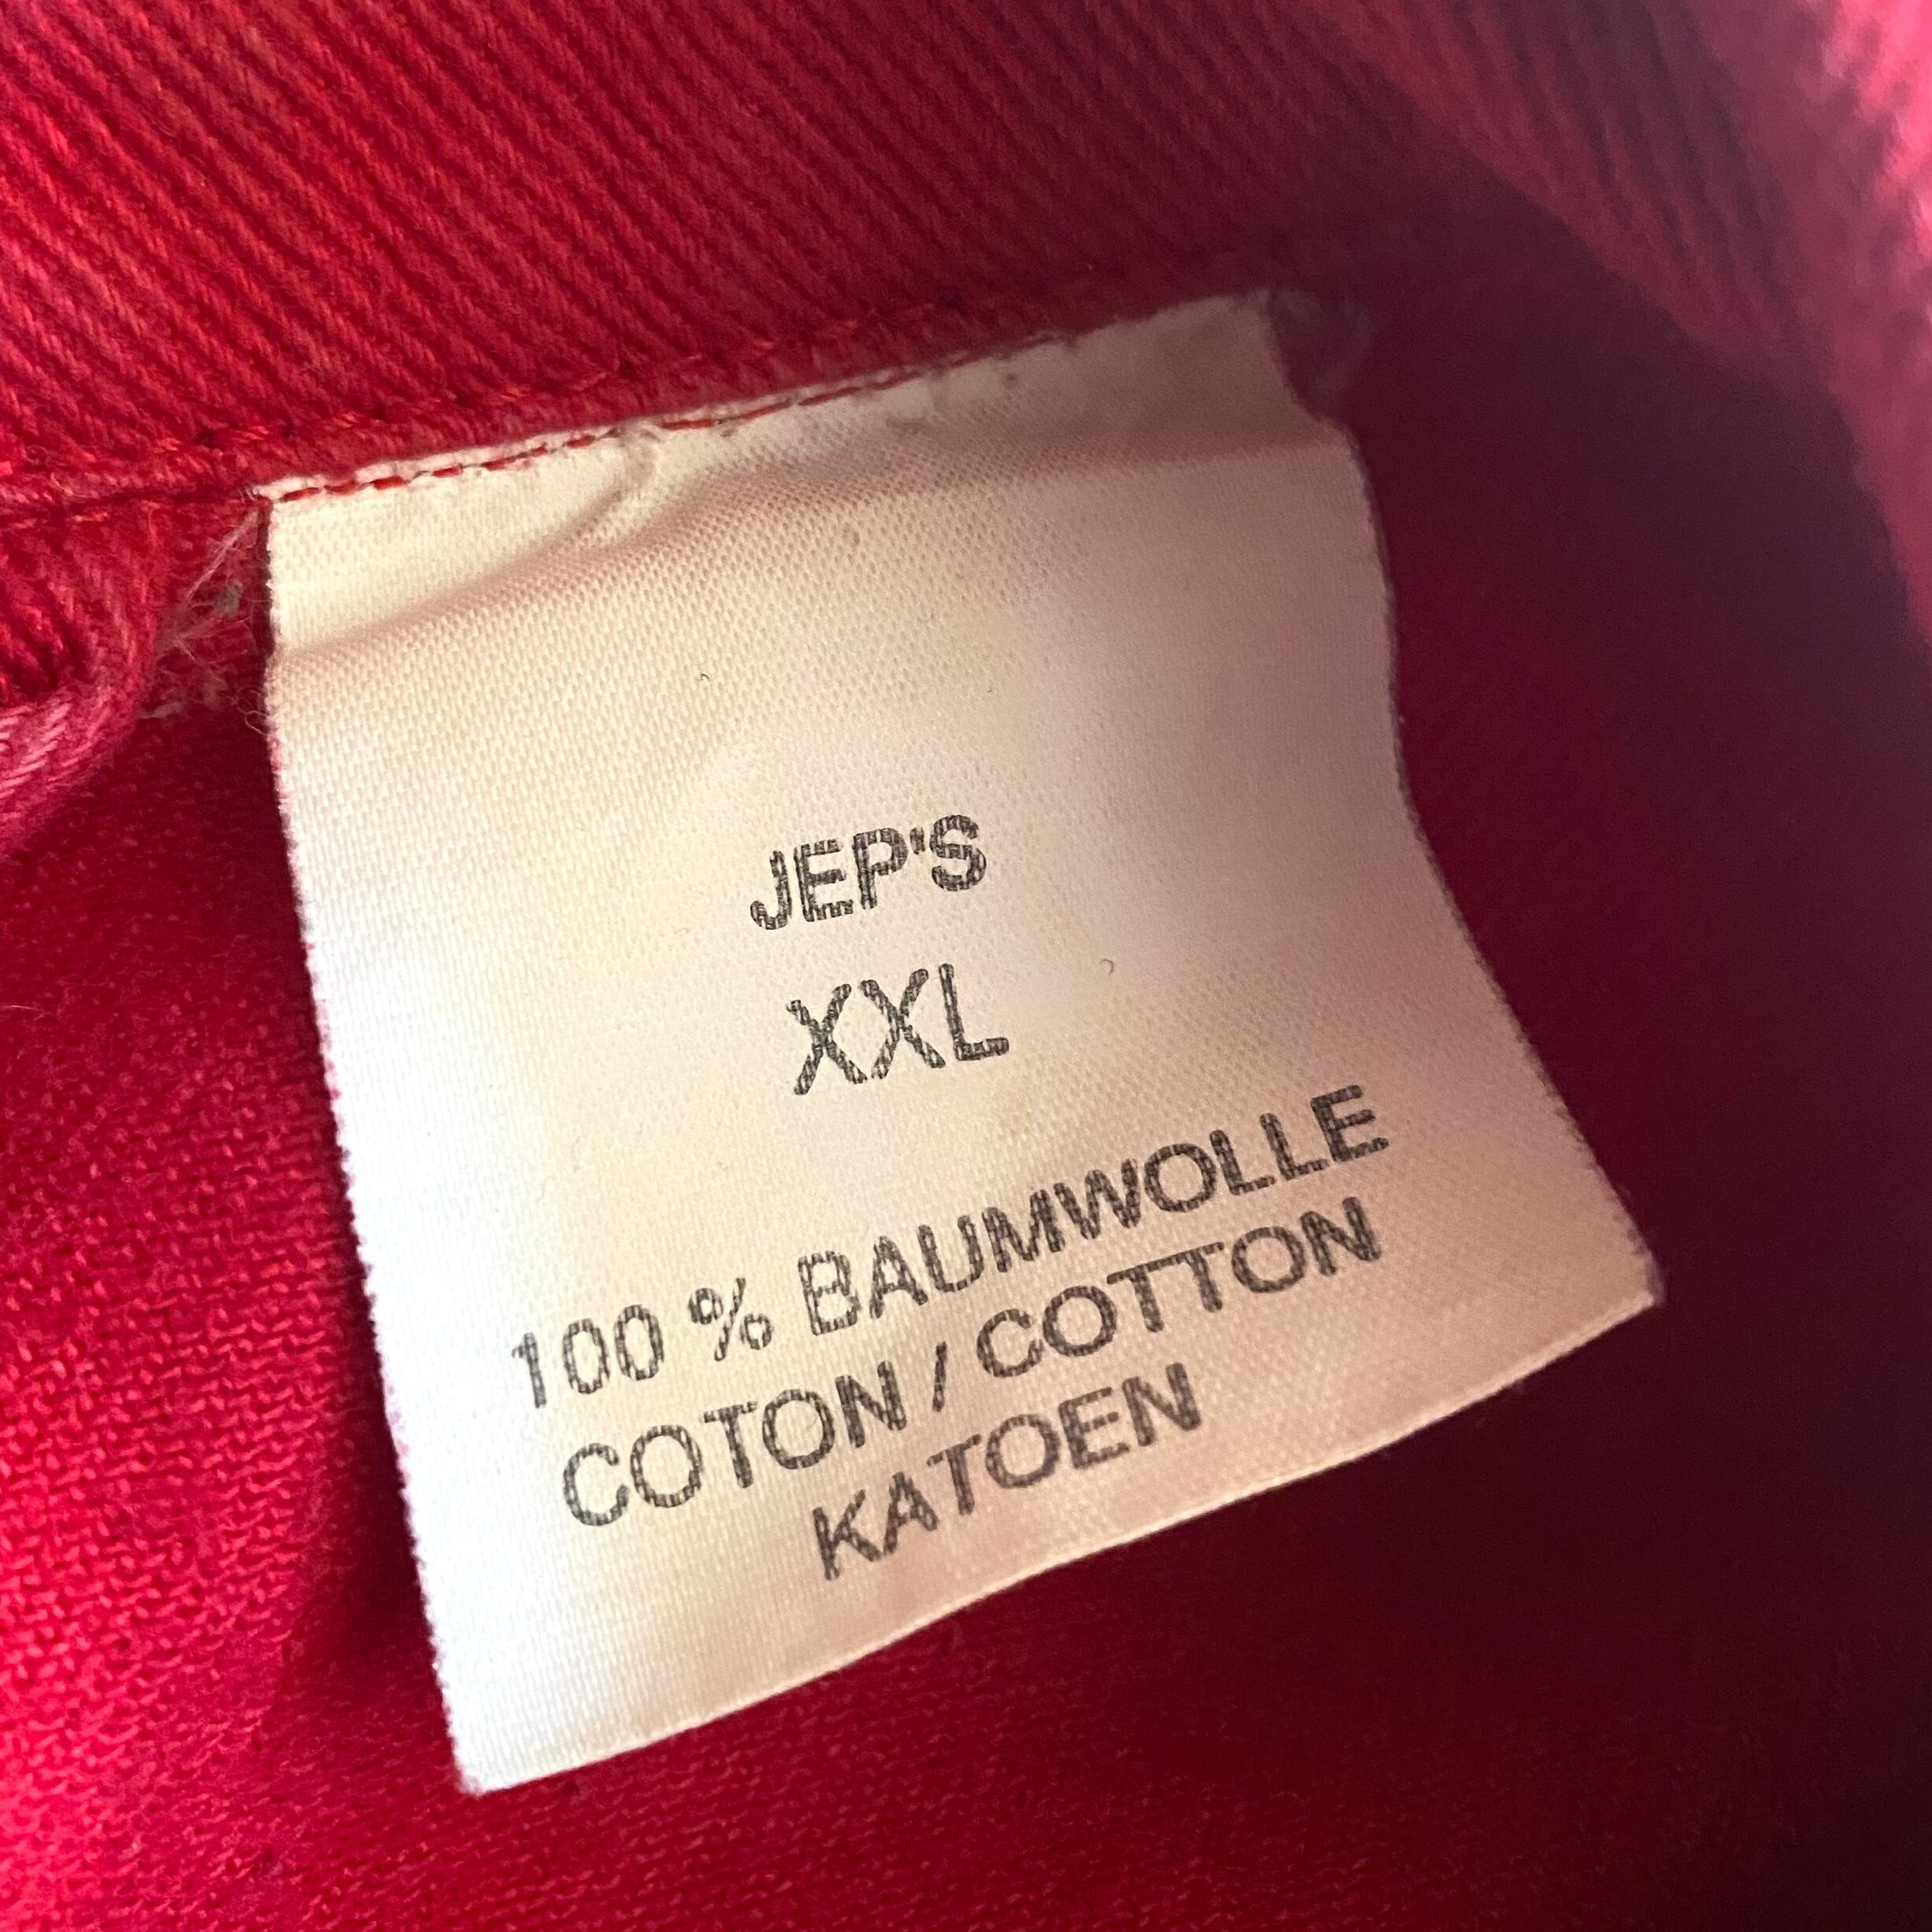 JEP'S
XXL
100 % BAUMWOLLE
COTON / COTTON
KATOEN